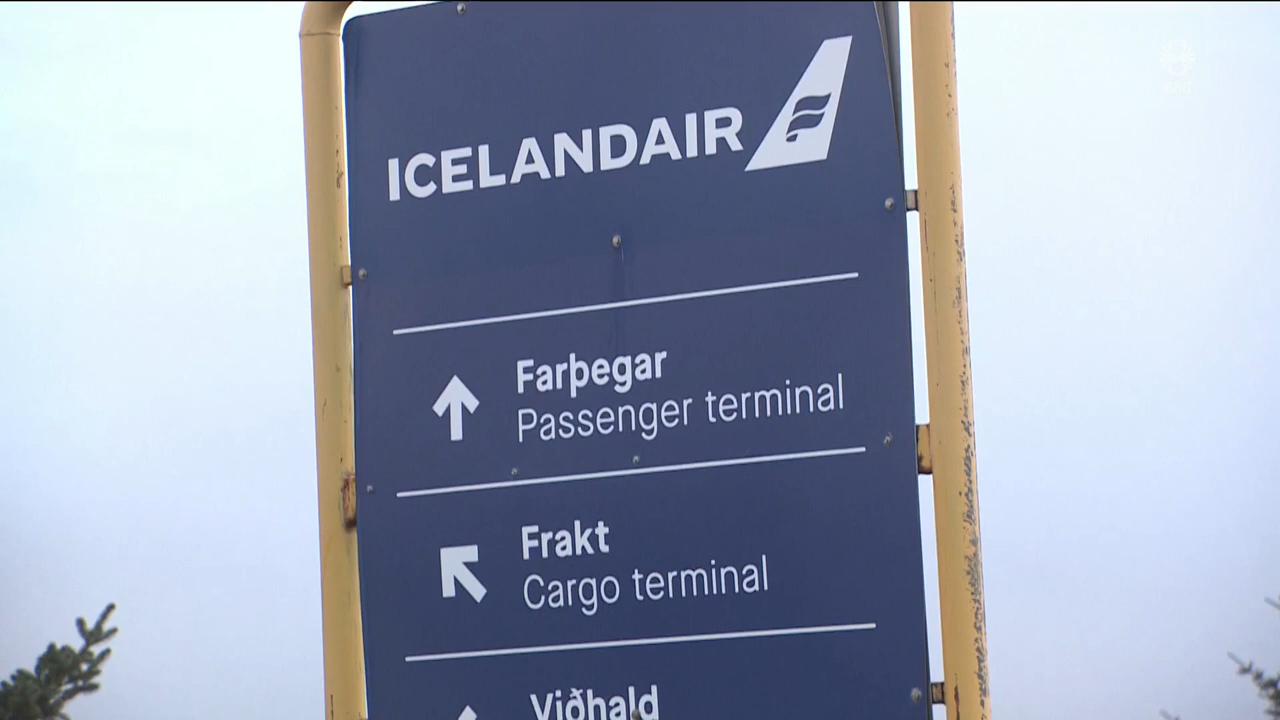 ICELANDAIR
Farþegar
Passenger terminal
Frakt
Cargo terminal
Viðhald